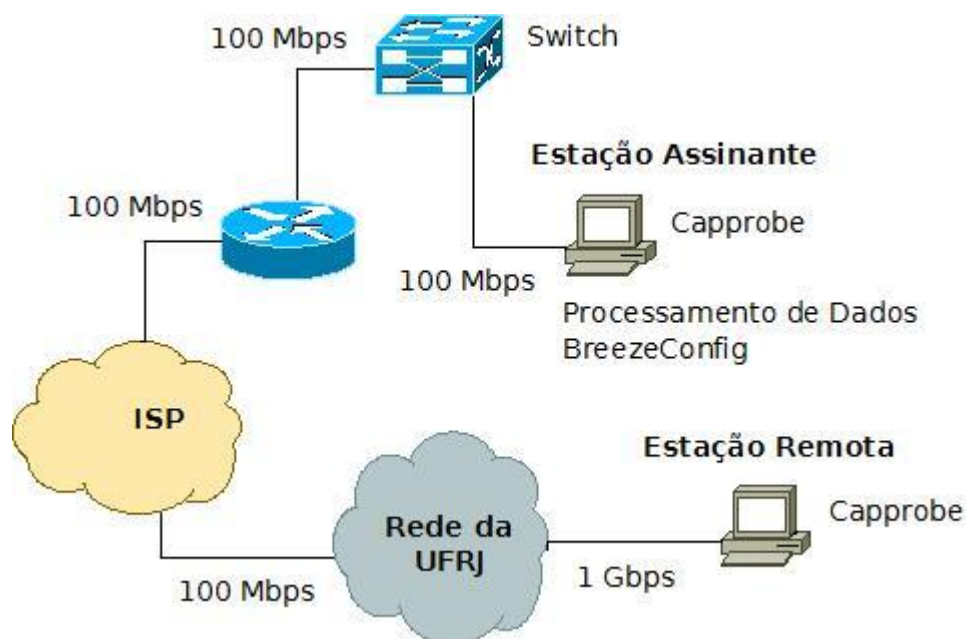 100 Mbps
Switch
Estação Assinante
100 Mbps
Capprobe
100 Mbps
Processamento de Dados
BreezeConfig
ISP
Estação Remota
Capprobe
Rede da
UFRJ
100 Mbps
1 Gbps